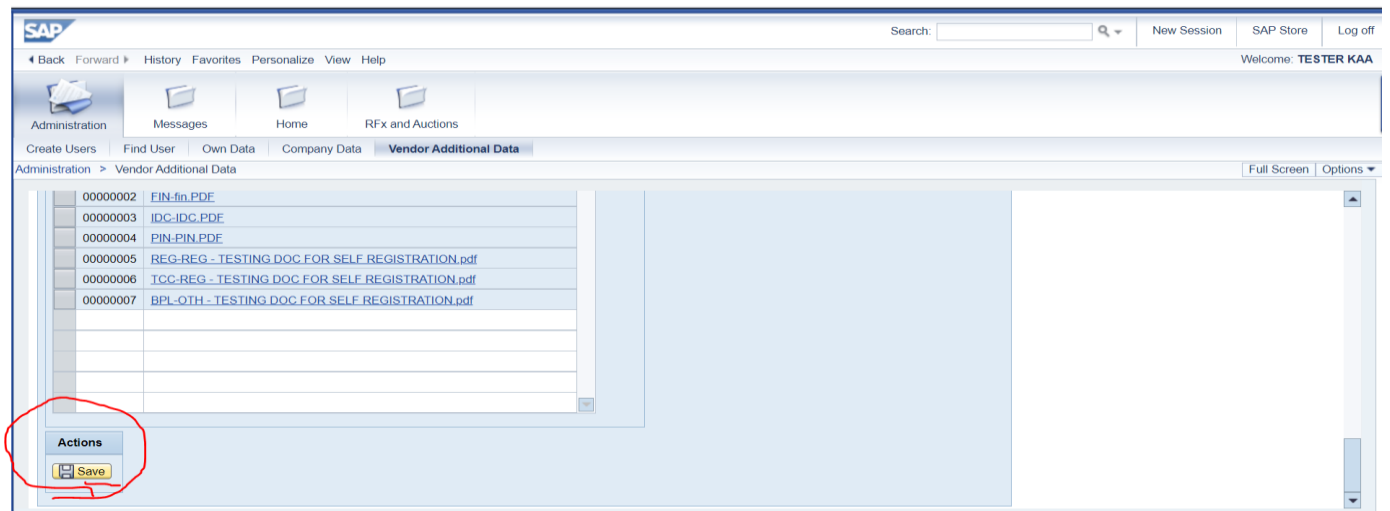 SAP
Search:
New Session SAP Store Log off
Back Forward History Favorites Personalize View Help
Welcome: TESTER KAA
Administration Messages Home RFx and Auctions
Create Users Find User Own Data Company Data Vendor Additional Data
Administration > Vendor Additional Data
Full Screen Options
00000002 FIN-fin.PDF
00000003 IDC-IDC.PDF
00000004 PIN-PIN.PDF
00000005 REG-REG - TESTING DOC FOR SELF REGISTRATION.pdf
00000006 TCC-REG - TESTING DOC FOR SELF REGISTRATION.pdf
00000007 BPL-OTH - TESTING DOC FOR SELF REGISTRATION.pdf
Actions
Save